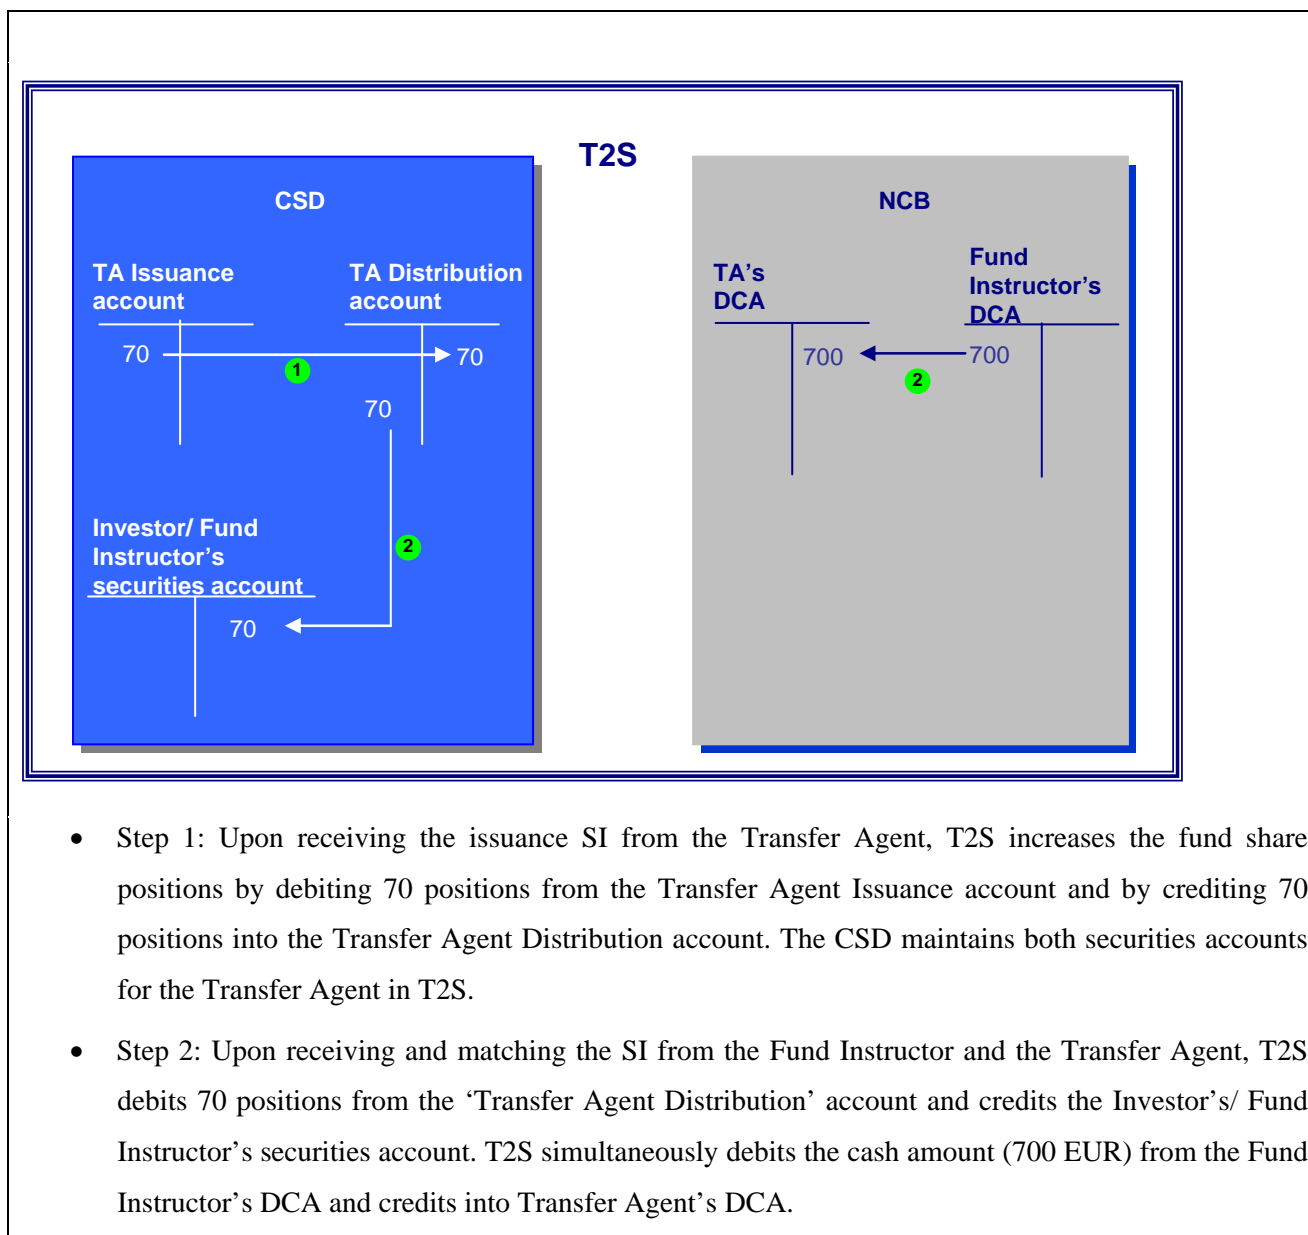 T2S
CSD
TA Issuance
account
TA Distribution
account
70
1
70
70
2
Investor/ Fund
Instructor’s
securities account
70
NCB
TA’s
DCA
Fund
Instructor’s
DCA
700
2
700
• Step 1: Upon receiving the issuance SI from the Transfer Agent, T2S increases the fund share
positions by debiting 70 positions from the Transfer Agent Issuance account and by crediting 70
positions into the Transfer Agent Distribution account. The CSD maintains both securities accounts
for the Transfer Agent in T2S.
• Step 2: Upon receiving and matching the SI from the Fund Instructor and the Transfer Agent, T2S
debits 70 positions from the ‘Transfer Agent Distribution’ account and credits the Investor’s/ Fund
Instructor’s securities account. T2S simultaneously debits the cash amount (700 EUR) from the Fund
Instructor’s DCA and credits into Transfer Agent’s DCA.